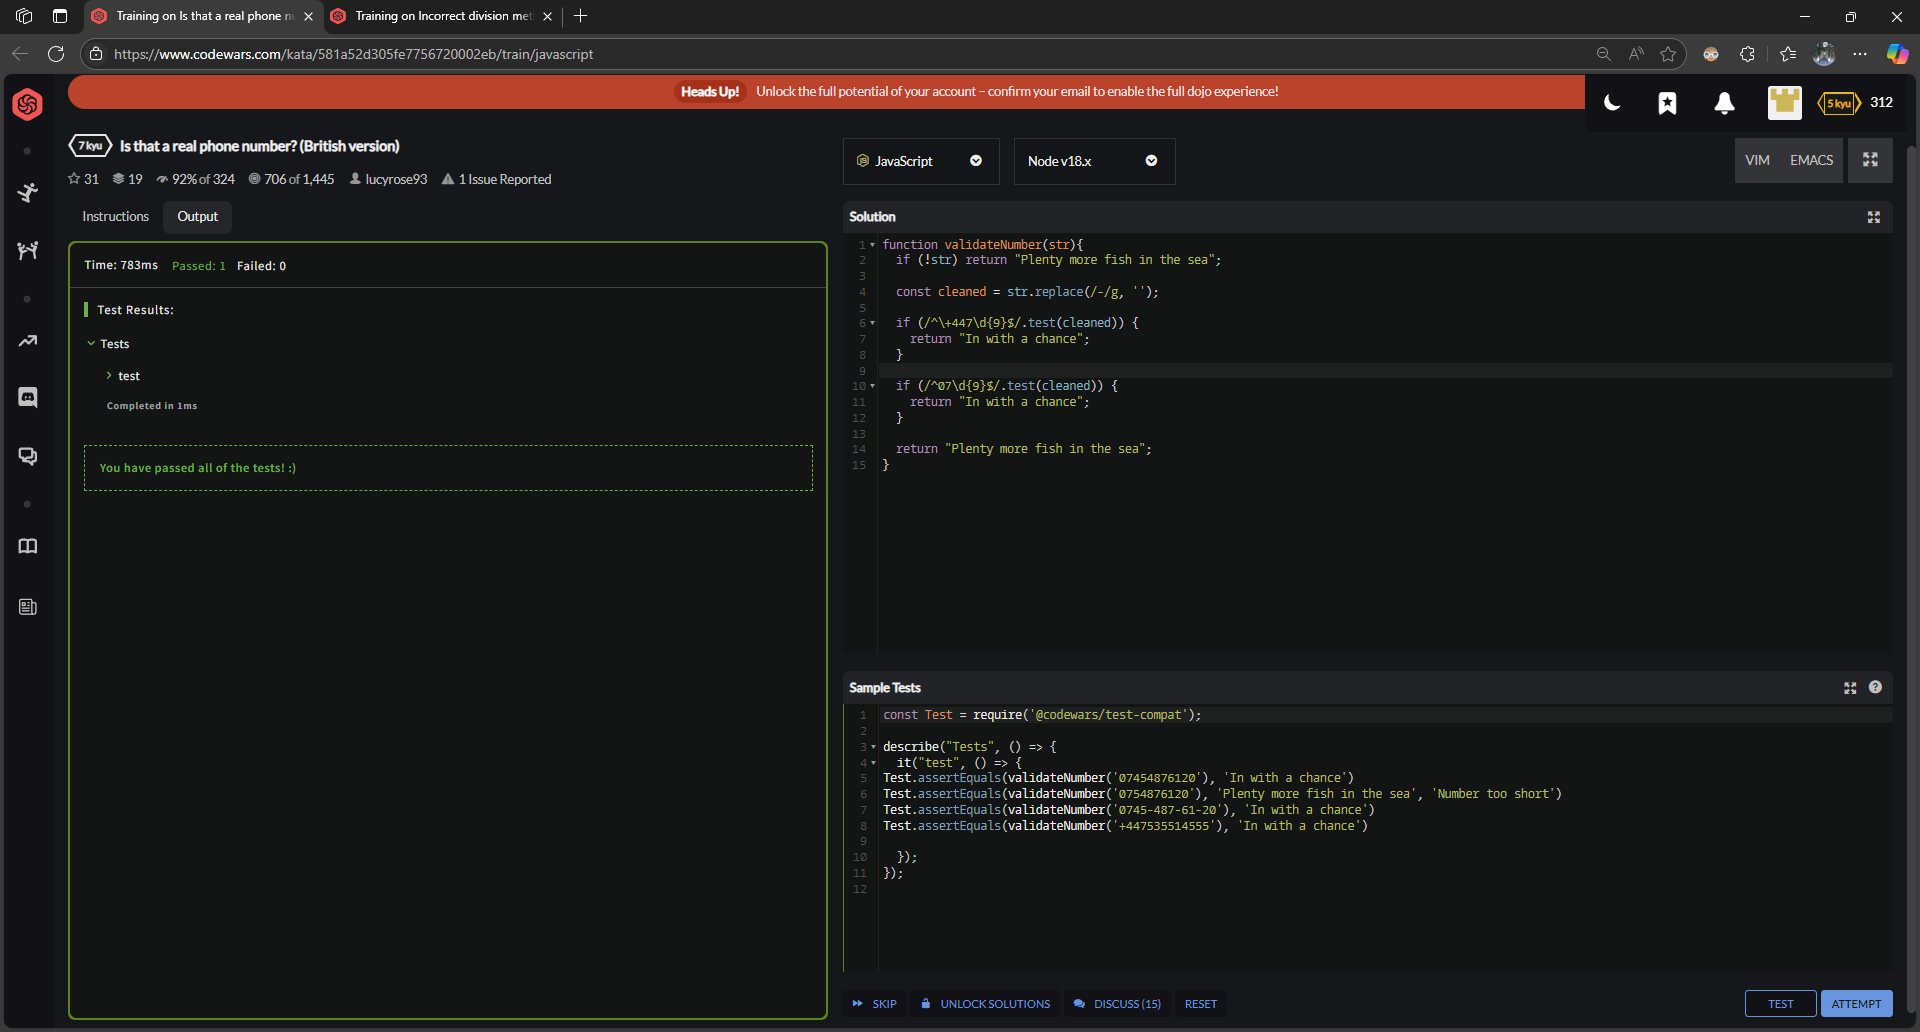 Training on Is that a real phone n
Training on Incorrect division met
https://www.codewars.com/kata/581a52d305fe7756720002eb/train/javascript
Heads Up! Unlock the full potential of your account – confirm your email to enable the full dojo experience!
5 kyu 312
7 kyu Is that a real phone number? (British version)
31 19 92% of 324 706 of 1,445 lucyrose93 1 Issue Reported
Instructions Output
Time: 783ms Passed: 1 Failed: 0
Test Results:
Tests
test
Completed in 1ms
You have passed all of the tests! :)
JavaScript
Node v18.x
VIM EMACS
Solution
1 function validateNumber(str){
2 if (!str) return "Plenty more fish in the sea";
3
4 const cleaned = str.replace(/-/g, '');
5
6 if (/^\+447\d{9}$/.test(cleaned)) {
7 return "In with a chance";
8 }
9
10 if (/^07\d{9}$/.test(cleaned)) {
11 return "In with a chance";
12 }
13
14 return "Plenty more fish in the sea";
15 }
Sample Tests
1 const Test = require('@codewars/test-compat');
2
3 describe("Tests", () => {
4 it("test", () => {
5 Test.assertEquals(validateNumber('07454876120'), 'In with a chance')
6 Test.assertEquals(validateNumber('0754876120'), 'Plenty more fish in the sea', 'Number too short')
7 Test.assertEquals(validateNumber('0745-487-61-20'), 'In with a chance')
8 Test.assertEquals(validateNumber('+447535514555'), 'In with a chance')
9
10 });
11 });
12
SKIP UNLOCK SOLUTIONS DISCUSS (15) RESET
TEST ATTEMPT